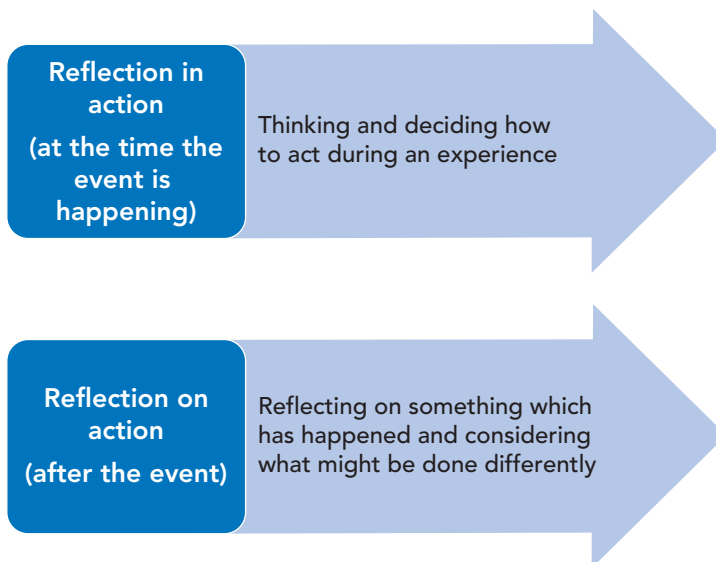 Reflection in
action
(at the time the
event is
happening)
Thinking and deciding how
to act during an experience
Reflection on
action
(after the event)
Reflecting on something which
has happened and considering
what might be done differently